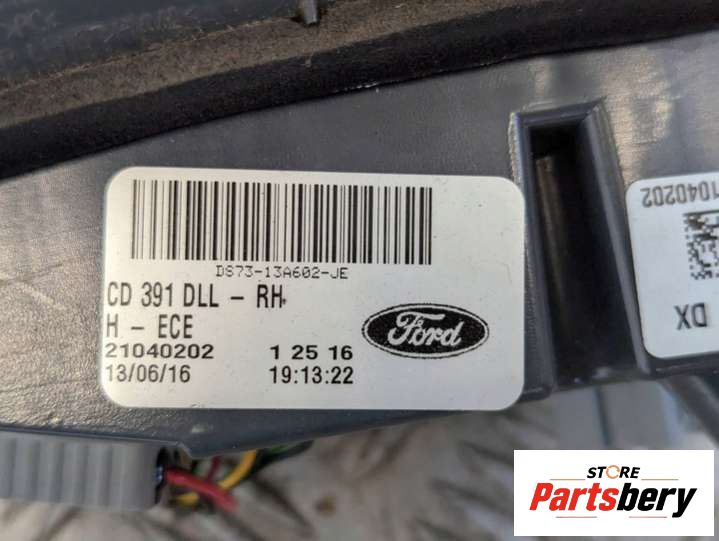 DS73-13A602-JE
CD 391 DLL - RH
H - ECE
Ford
21040202 1 25 16
13/06/16 19:13:22
1040202
DX
STORE
Partsbery